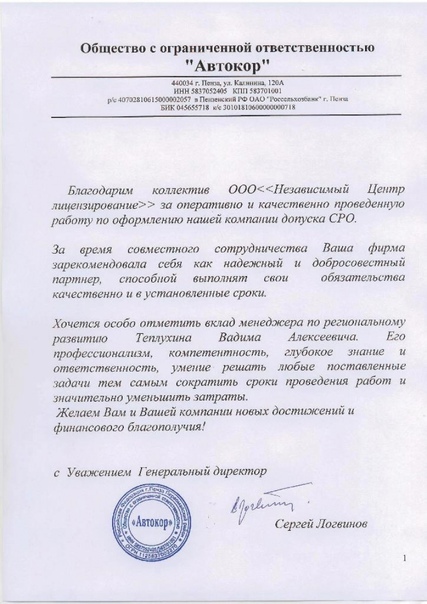 Общество с ограниченной ответственностью
"Автокор"
440034 г. Пенза, ул. Калинина, 120А
ИНН 5837052405 КПП 583701001
р/с 40702810615000002057 в Пензенский РФ ОАО "Россельхозбанк" г. Пенза
БИК 045655718 к/с 30101810600000000718
Благодарим коллектив ООО<<Независимый Центр
лицензирование>> за оперативно и качественно проведенную
работу по оформлению нашей компании допуска СРО.
За время совместного сотрудничества Ваша фирма
зарекомендовала себя как надежный и добросовестный
партнер, способной выполнят свои обязательства
качественно и в установленные сроки.
Хочется особо отметить вклад менеджера по региональному
развитию Теплухина Вадима Алексеевича. Его
профессионализм, компетентность, глубокое знание и
ответственность, умение решать любые поставленные
задачи тем самым сократить сроки проведения работ и
значительно уменьшить затраты.
Желаем Вам и Вашей компании новых достижений и
финансового благополучия!
с Уважением Генеральный директор
«Автокор»
Сергей Логвинов
1